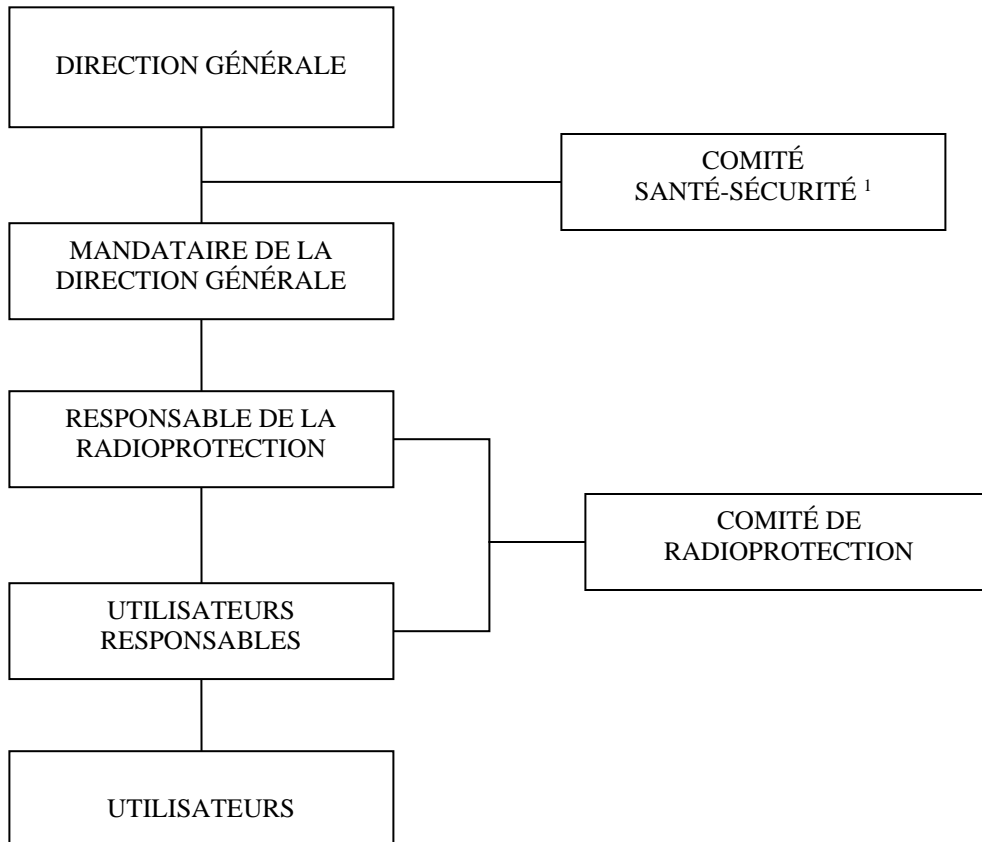 DIRECTION GÉNÉRALE
COMITÉ
SANTÉ-SÉCURITÉ ¹
MANDATAIRE DE LA
DIRECTION GÉNÉRALE
RESPONSABLE DE LA
RADIOPROTECTION
COMITÉ DE
RADIOPROTECTION
UTILISATEURS
RESPONSABLES
UTILISATEURS